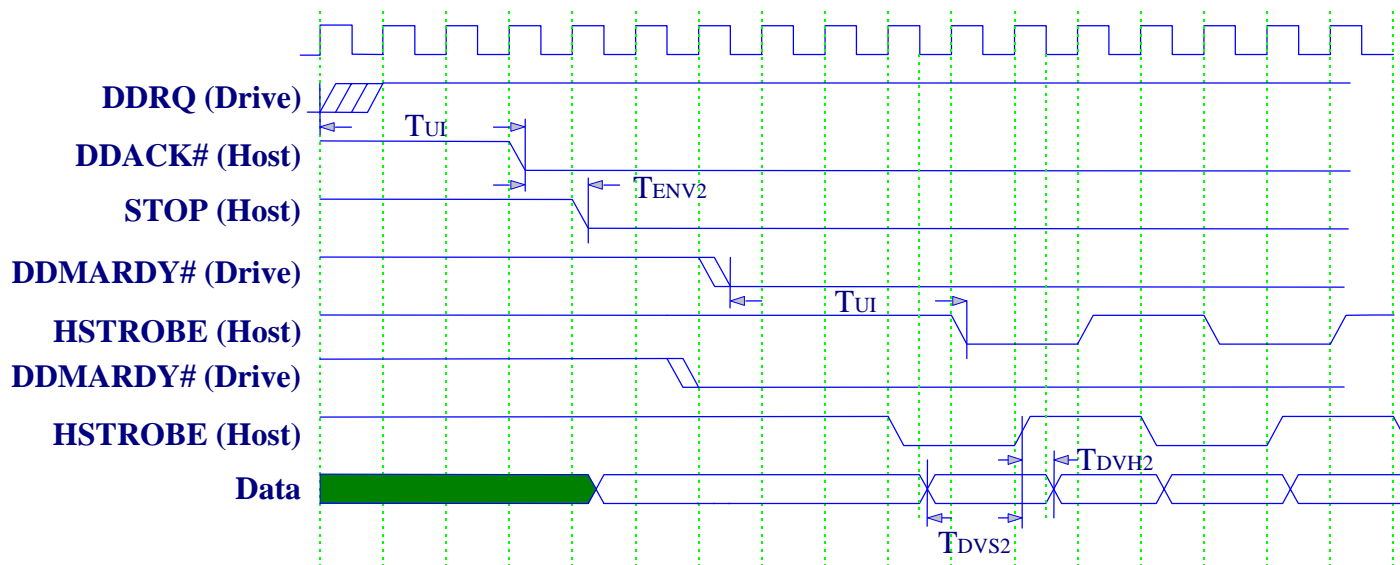 DDRQ (Drive)
TUI
DDACK# (Host)
TENV2
STOP (Host)
DDMARDY# (Drive)
TUI
HSTROBE (Host)
DDMARDY# (Drive)
HSTROBE (Host)
TDVH2
Data
TDVS2